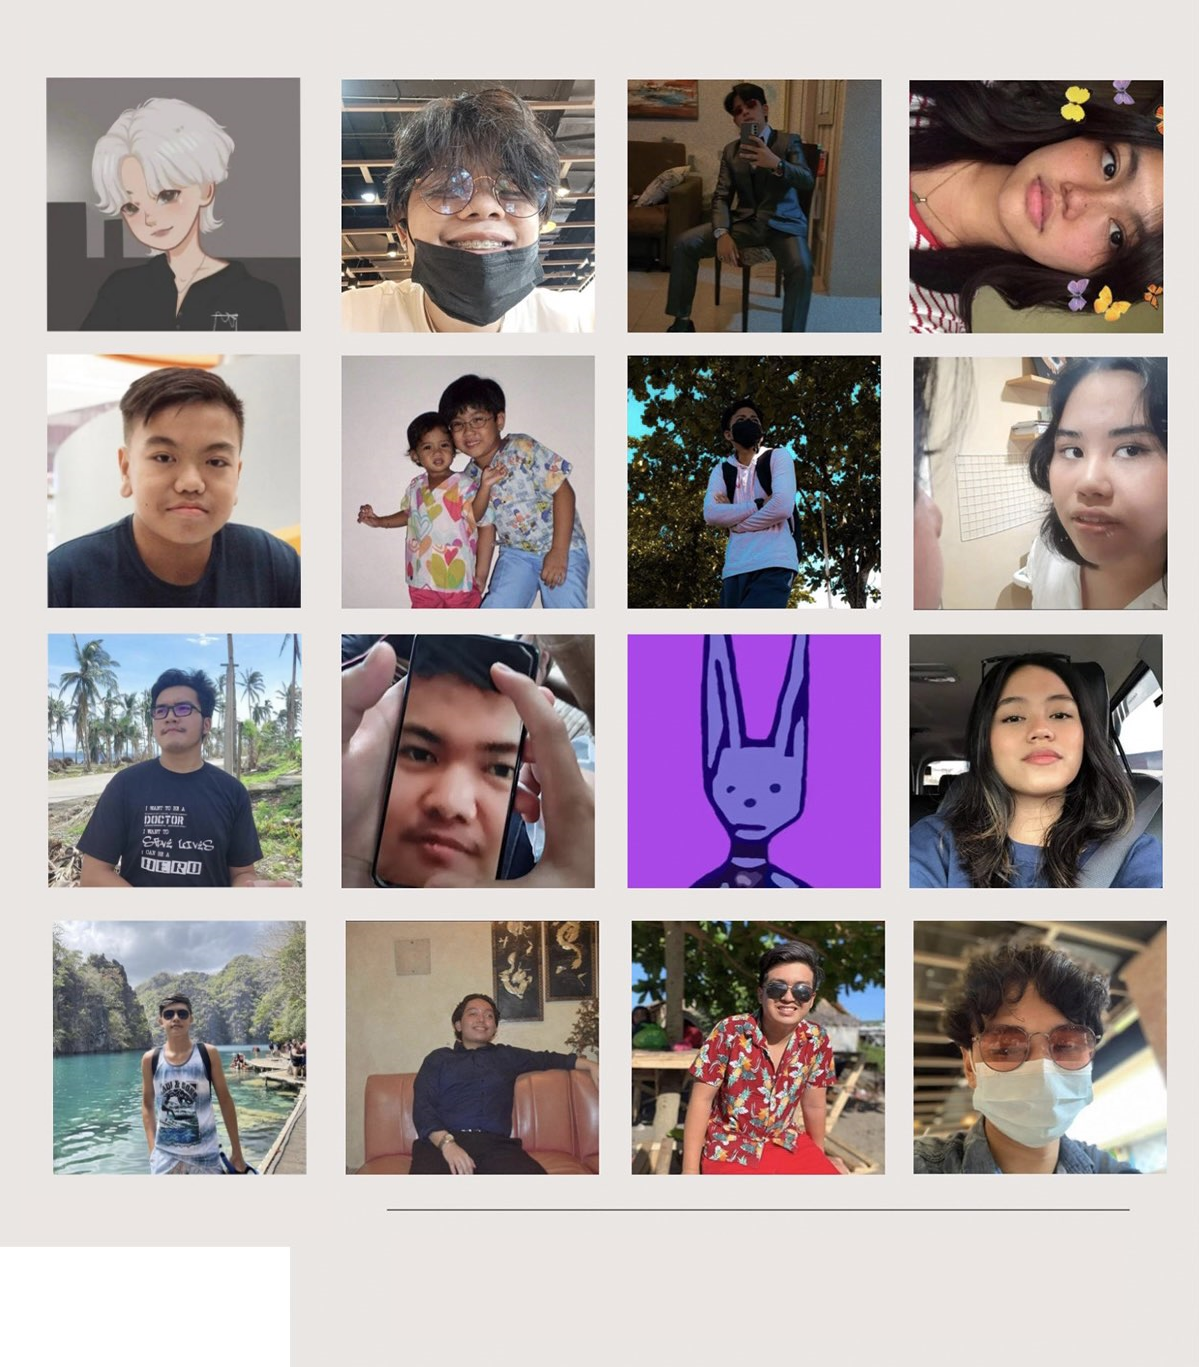 I WANT TO BE A
DOCTOR
I WANT TO
SAVE LIVES
I CAN BE A
HERO